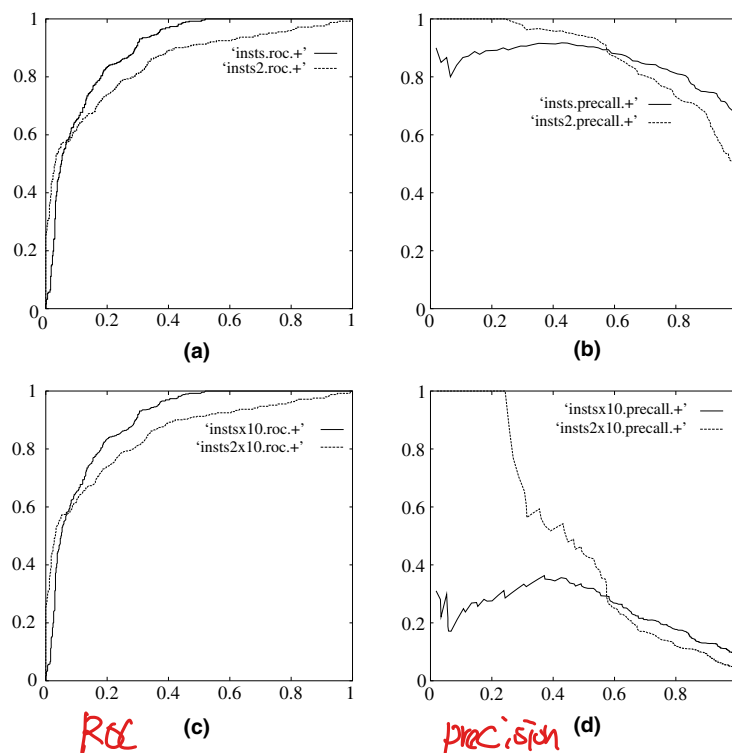 1
0.8
0.6
0.4
0.2
0
0 0.2 0.4 0.6 0.8 1
'insts.roc.+'
'insts2.roc.+'
(a)
1
0.8
0.6
0.4
0.2
0
0 0.2 0.4 0.6 0.8
'insts.precall.+'
'insts2.precall.+'
(b)
1
0.8
0.6
0.4
0.2
0
0 0.2 0.4 0.6 0.8 1
'instsx10.roc.+'
'insts2x10.roc.+'
(c)
ROC
1
0.8
0.6
0.4
0.2
0
0 0.2 0.4 0.6 0.8
'instsx10.precall.+'
'insts2x10.precall.+'
(d)
precision